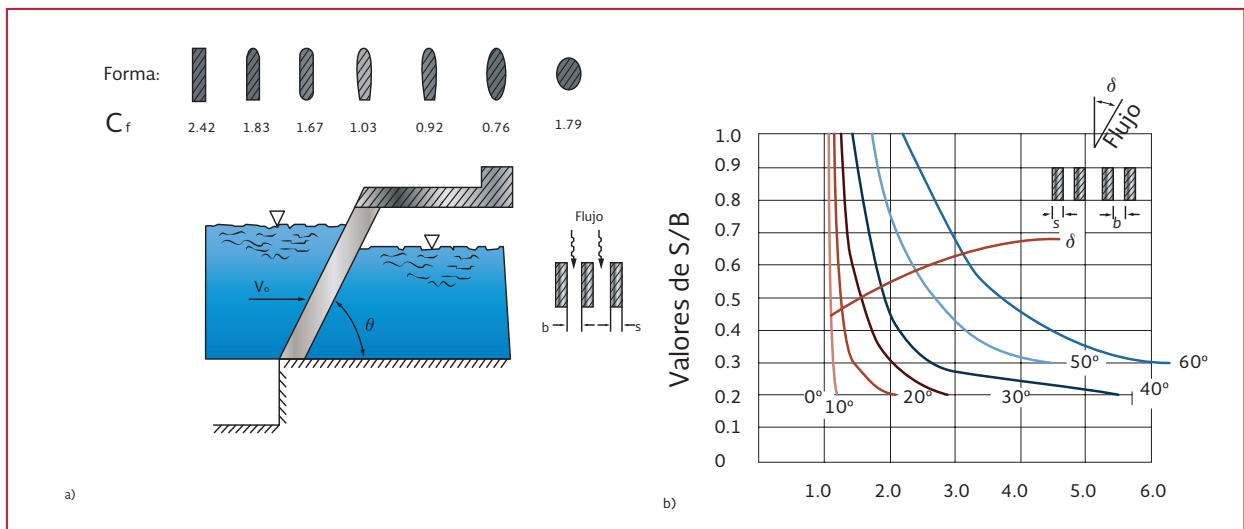 Forma:
C f 2.42 1.83 1.67 1.03 0.92 0.76 1.79
Flujo
Vo
θ
b s
a)
δ
Flujo
Valores de S/B
1.0
0.9
0.8
0.7
0.6
0.5
0.4
0.3
0.2
0.1
0
s b
δ
0º 10º 20º 30º 40º 50º 60º
1.0 2.0 3.0 4.0 5.0 6.0
b)